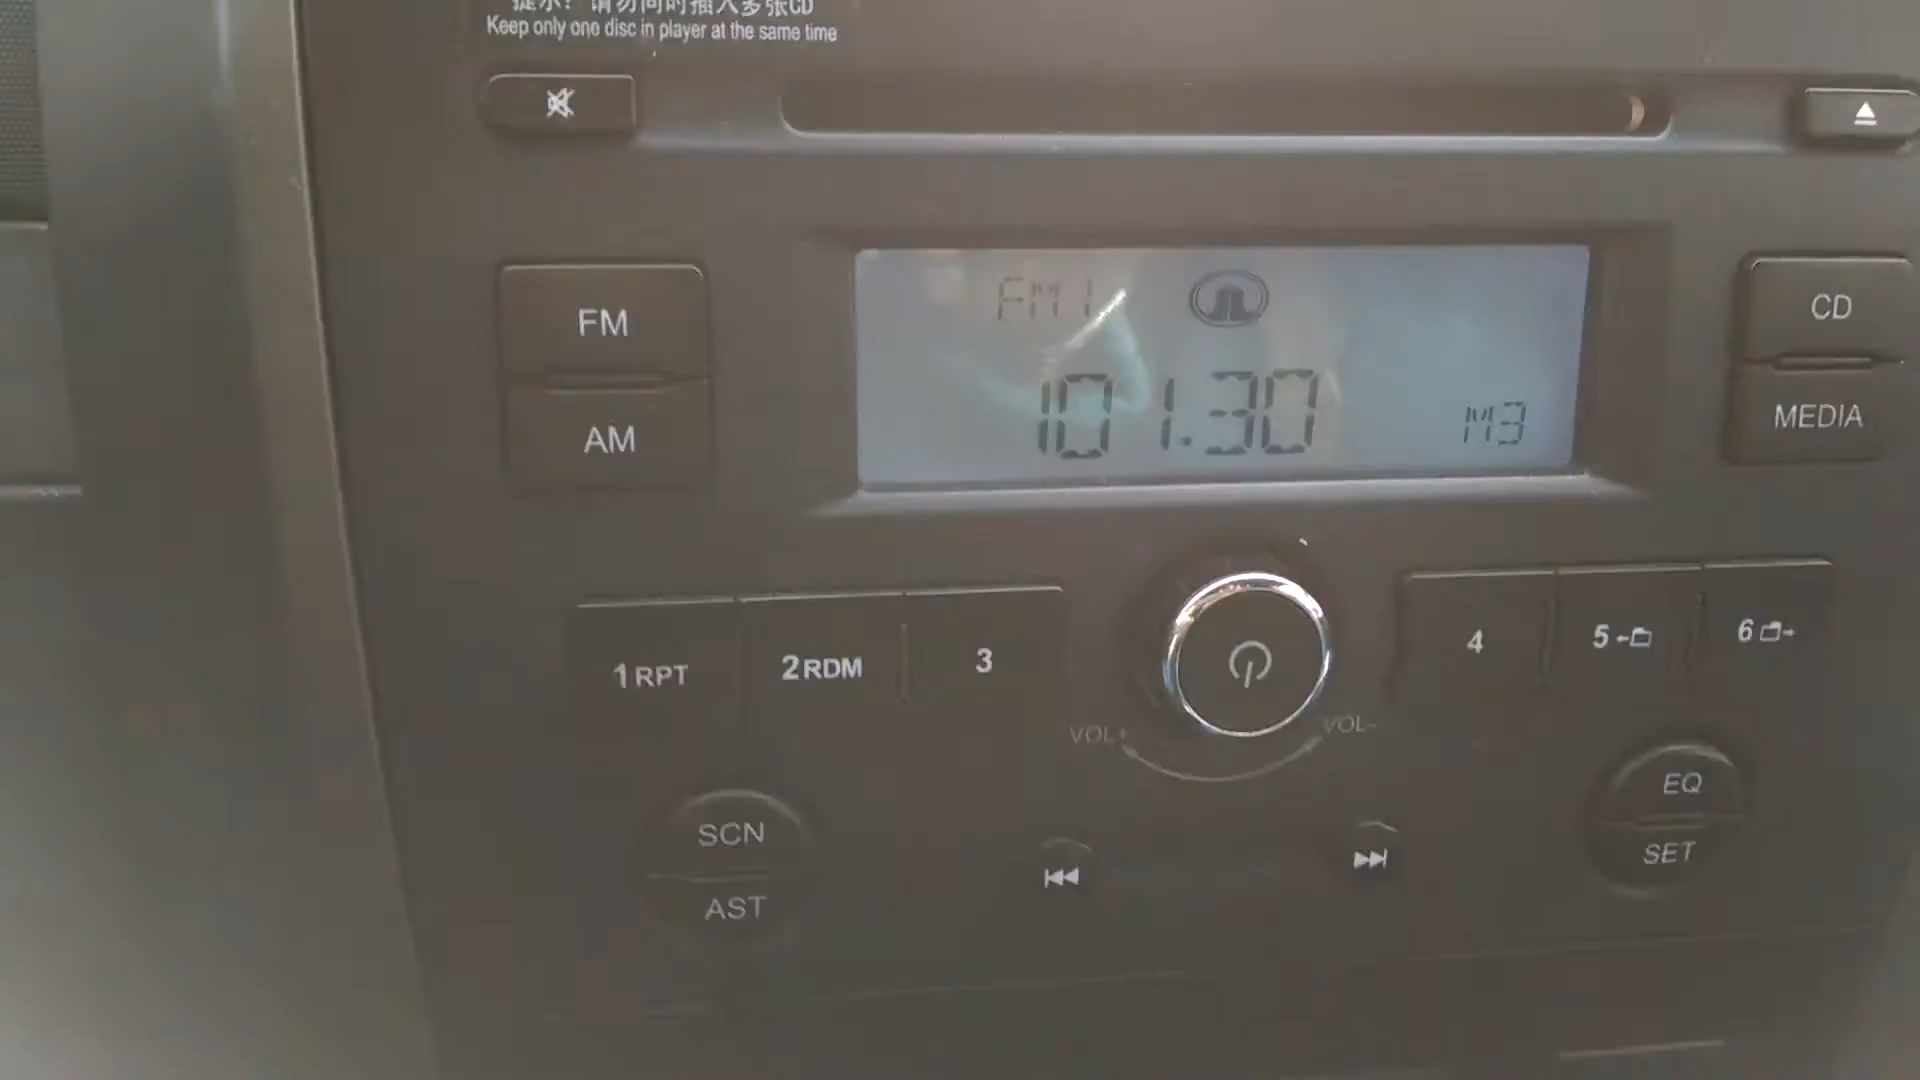 提示：请勿同时插入多张CD
Keep only one disc in player at the same time
FM
AM
FM1
101.30
M3
CD
MEDIA
1 RPT
2 RDM
3
4
5
6
VOL+
VOL-
SCN
AST
EQ
SET